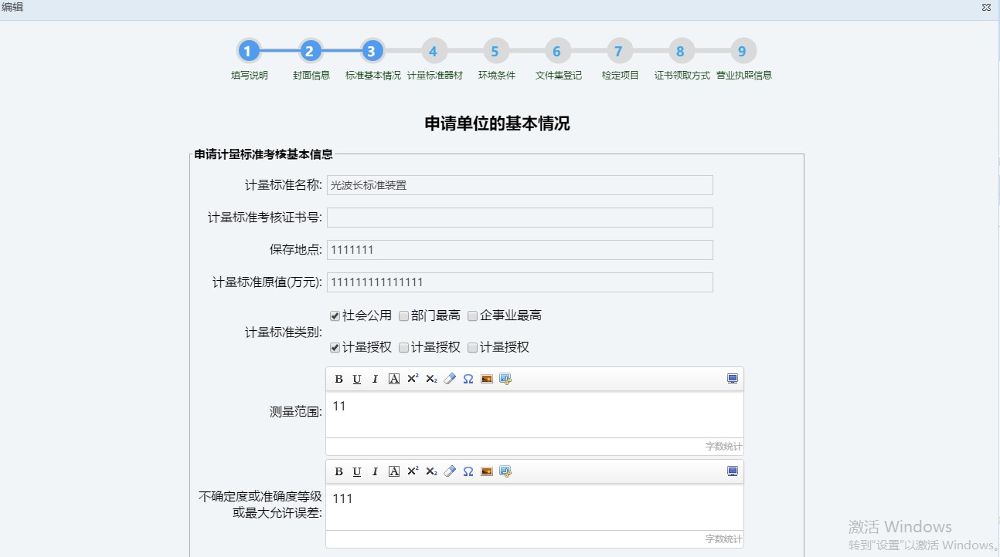 编辑
1 2 3 4 5 6 7 8 9
填写说明 封面信息 标准基本情况 计量标准器材 环境条件 文件集登记 检定项目 证书领取方式 营业执照信息
申请单位的基本情况
申请计量标准考核基本信息
计量标准名称: 光波长标准装置
计量标准考核证书号:
保存地点: 1111111
计量标准原值(万元): 111111111111111
社会公用 部门最高 企事业最高
计量标准类别:
计量授权 计量授权 计量授权
B U I A X² X₂ Ω
测量范围: 11
字数统计
B U I A X² X₂ Ω
不确定度或准确度等级
或最大允许误差: 111
字数统计
激活 Windows
转到"设置"以激活 Windows。